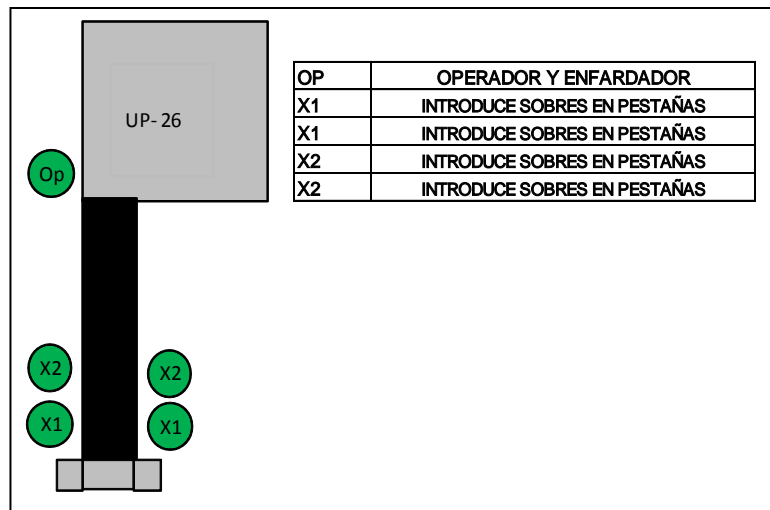 UP- 26
Op
X2
X2
X1
X1
OP OPERADOR Y ENFARDADOR
X1 INTRODUCE SOBRES EN PESTAÑAS
X1 INTRODUCE SOBRES EN PESTAÑAS
X2 INTRODUCE SOBRES EN PESTAÑAS
X2 INTRODUCE SOBRES EN PESTAÑAS